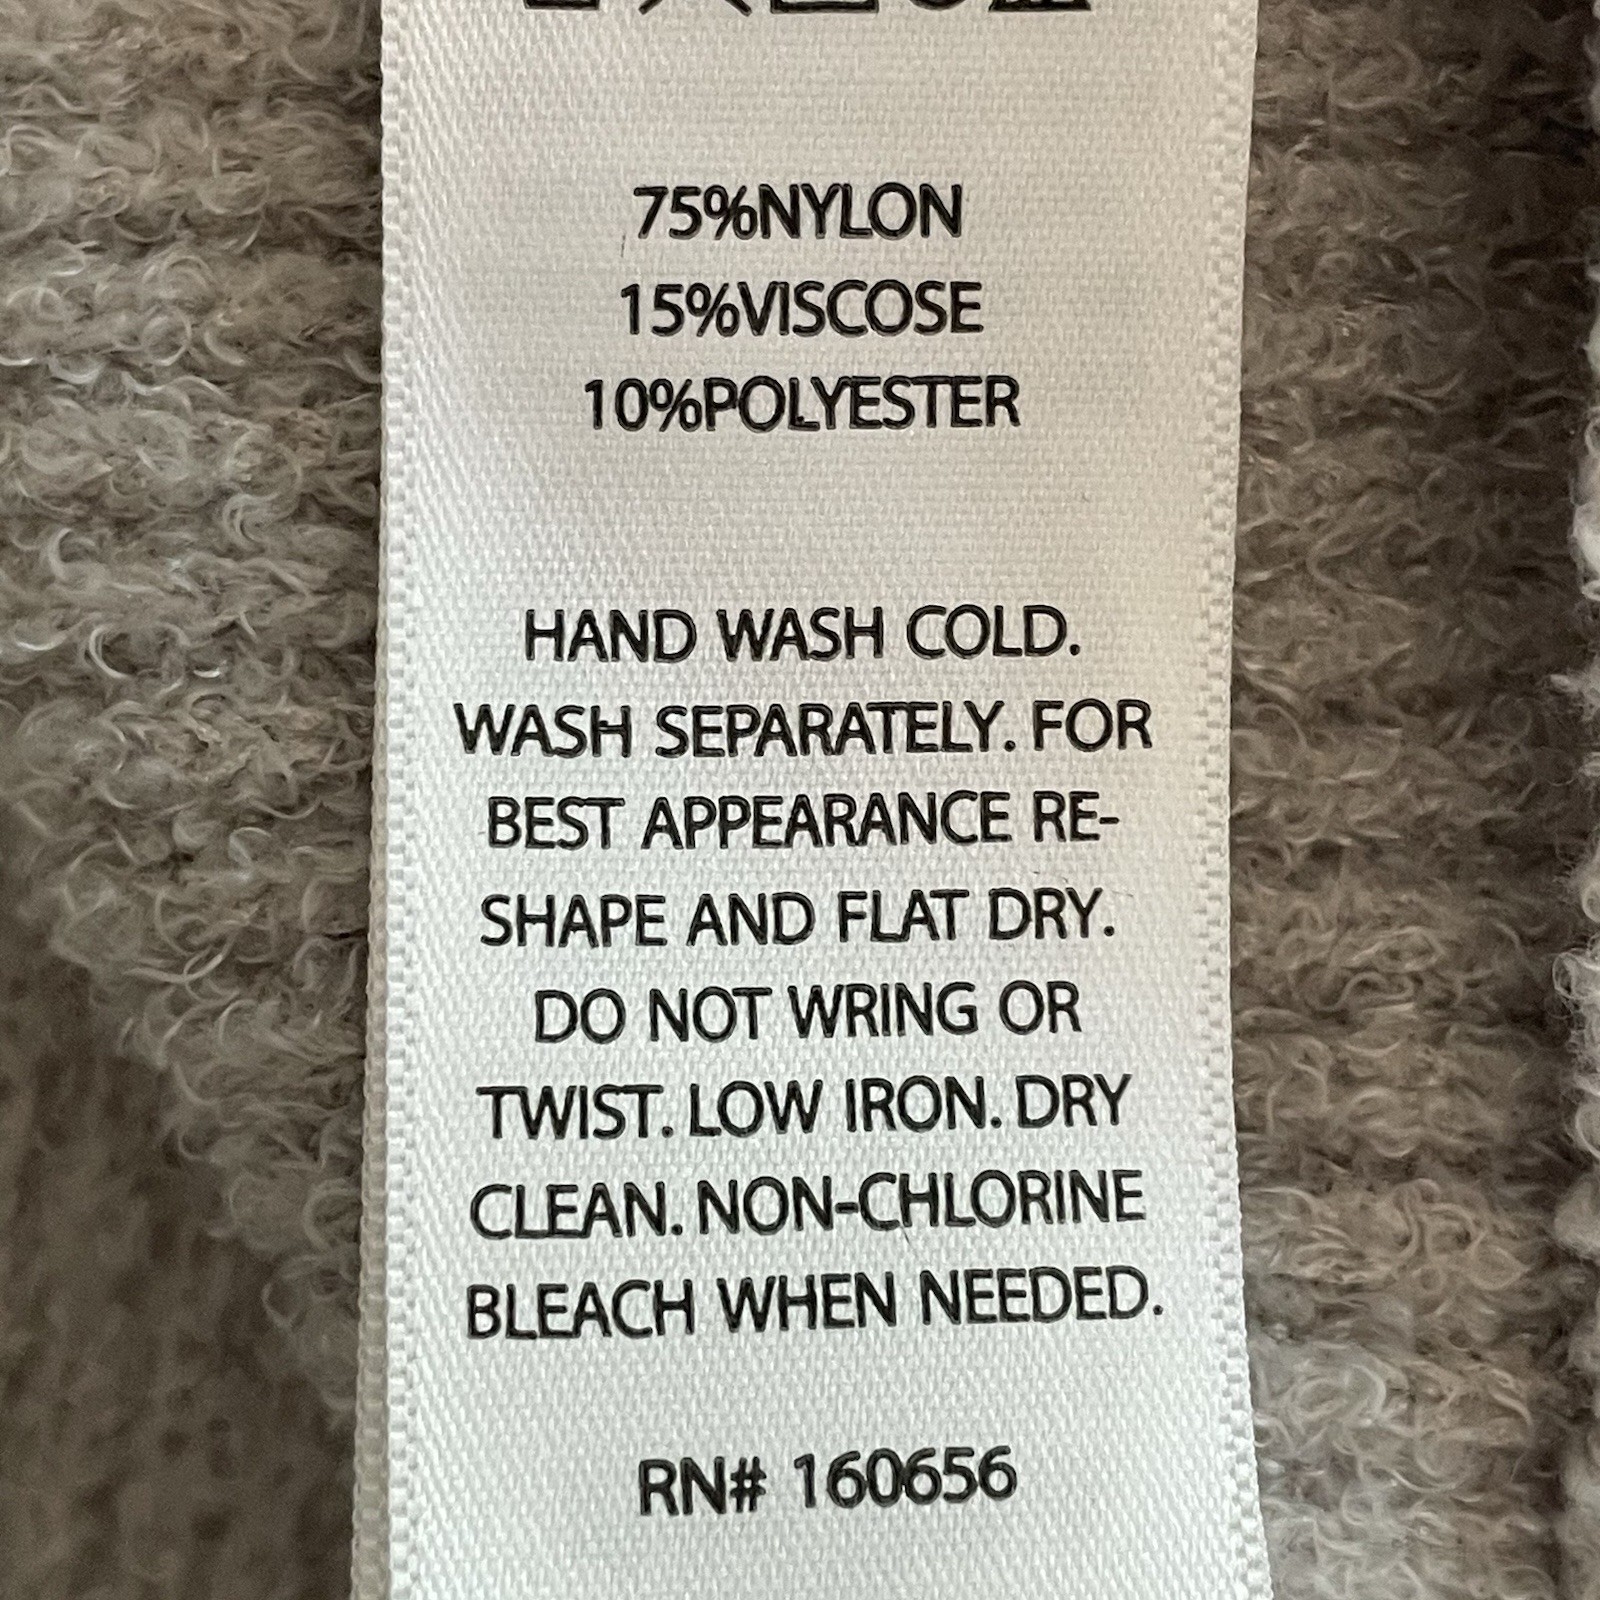 75%NYLON
15%VISCOSE
10%POLYESTER
HAND WASH COLD.
WASH SEPARATELY. FOR
BEST APPEARANCE RE-
SHAPE AND FLAT DRY.
DO NOT WRING OR
TWIST. LOW IRON. DRY
CLEAN. NON-CHLORINE
BLEACH WHEN NEEDED.
RN# 160656